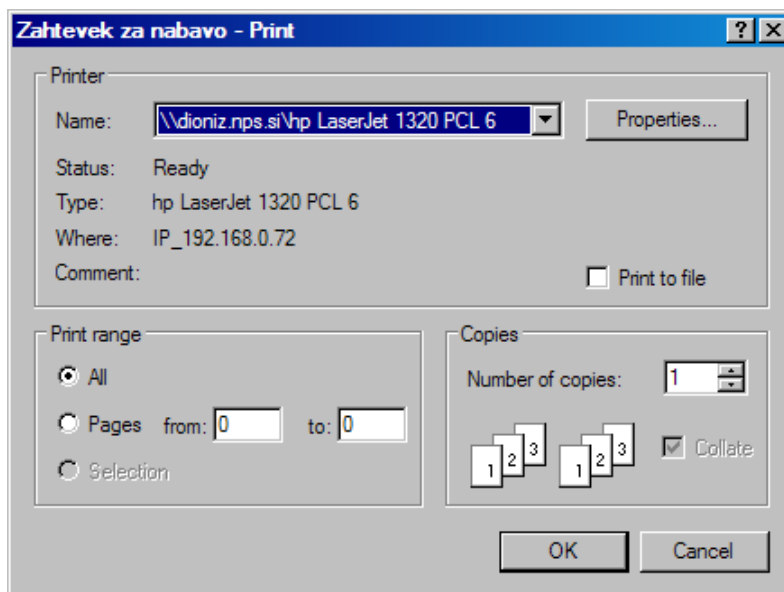 Zahtevek za nabavo - Print
Printer
Name: \\dioniz.nps.si\hp LaserJet 1320 PCL 6 Properties...
Status: Ready
Type: hp LaserJet 1320 PCL 6
Where: IP_192.168.0.72
Comment: Print to file
Print range
All
Pages from: 0 to: 0
Selection
Copies
Number of copies: 1
1 2 3 1 2 3 Collate
OK Cancel